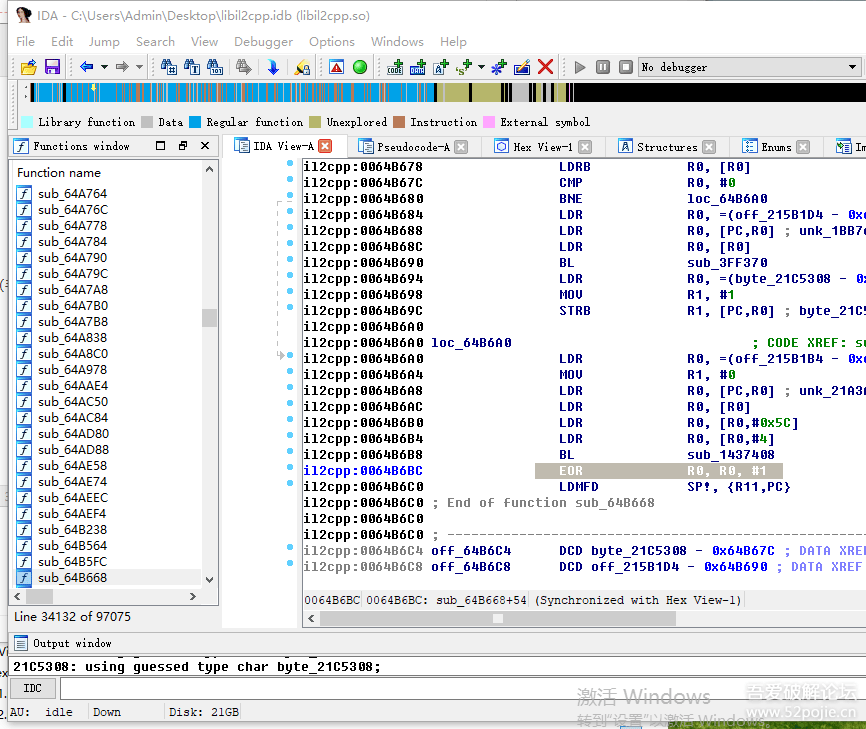 IDA - C:\Users\Admin\Desktop\libil2cpp.idb (libil2cpp.so)
File Edit Jump Search View Debugger Options Windows Help
No debugger
Library function Data Regular function Unexplored Instruction External symbol
Functions window
IDA View-A Pseudocode-A Hex View-1 Structures Enums
Function name
sub_64A764
sub_64A76C
sub_64A778
sub_64A784
sub_64A790
sub_64A79C
sub_64A7A8
sub_64A7B0
sub_64A7B8
sub_64A838
sub_64A8C0
sub_64A978
sub_64AAE4
sub_64AC50
sub_64AC84
sub_64AD80
sub_64AD88
sub_64AE58
sub_64AE74
sub_64AEEC
sub_64AEF4
sub_64B238
sub_64B564
sub_64B5FC
sub_64B668
Line 34132 of 97075
il2cpp:0064B678 LDRB R0, [R0]
il2cpp:0064B67C CMP R0, #0
il2cpp:0064B680 BNE loc_64B6A0
il2cpp:0064B684 LDR R0, =(off_215B1D4 - 0x
il2cpp:0064B688 LDR R0, [PC,R0] ; unk_1BB7
il2cpp:0064B68C LDR R0, [R0]
il2cpp:0064B690 BL sub_3FF370
il2cpp:0064B694 LDR R0, =(byte_21C5308 - 0
il2cpp:0064B698 MOV R1, #1
il2cpp:0064B69C STRB R1, [PC,R0] ; byte_21C5
il2cpp:0064B6A0
il2cpp:0064B6A0 loc_64B6A0 ; CODE XREF: s
il2cpp:0064B6A0 LDR R0, =(off_215B1B4 - 0x
il2cpp:0064B6A4 MOV R1, #0
il2cpp:0064B6A8 LDR R0, [PC,R0] ; unk_21A3
il2cpp:0064B6AC LDR R0, [R0]
il2cpp:0064B6B0 LDR R0, [R0,#0x5C]
il2cpp:0064B6B4 LDR R0, [R0,#4]
il2cpp:0064B6B8 BL sub_1437408
il2cpp:0064B6BC EOR R0, R0, #1
il2cpp:0064B6C0 LDMFD SP!, {R11,PC}
il2cpp:0064B6C0 ; End of function sub_64B668
il2cpp:0064B6C0
il2cpp:0064B6C0 ; ---------------------------------------
il2cpp:0064B6C4 off_64B6C4 DCD byte_21C5308 - 0x64B67C ; DATA XRE
il2cpp:0064B6C8 off_64B6C8 DCD off_215B1D4 - 0x64B690 ; DATA XREF
0064B6BC 0064B6BC: sub_64B668+54 (Synchronized with Hex View-1)
Output window
21C5308: using guessed type char byte_21C5308;
IDC
AU: idle Down Disk: 21GB
激活 Windows
转到"设置"以激活 Windows
吾爱破解论坛
www.52pojie.cn